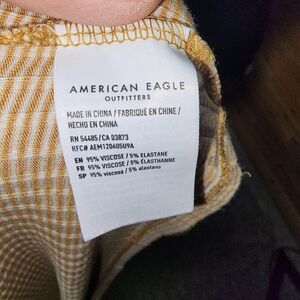 AMERICAN EAGLE
OUTFITTERS
MADE IN CHINA / FABRIQUÉ EN CHINE /
HECHO EN CHINA
RN 54485/CA 03873
RFC# AEM120605U9A
EN 95% VISCOSE / 5% ELASTANE
FR 95% VISCOSE / 5% ÉLASTHANNE
SP 95% viscosa / 5% elastano